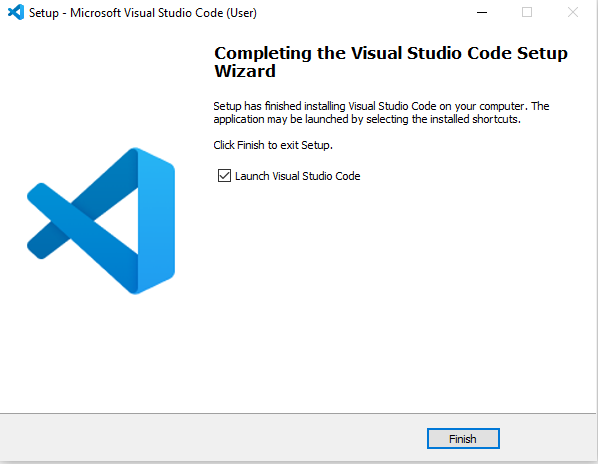 Setup - Microsoft Visual Studio Code (User)
Completing the Visual Studio Code Setup
Wizard
Setup has finished installing Visual Studio Code on your computer. The
application may be launched by selecting the installed shortcuts.
Click Finish to exit Setup.
Launch Visual Studio Code
Finish